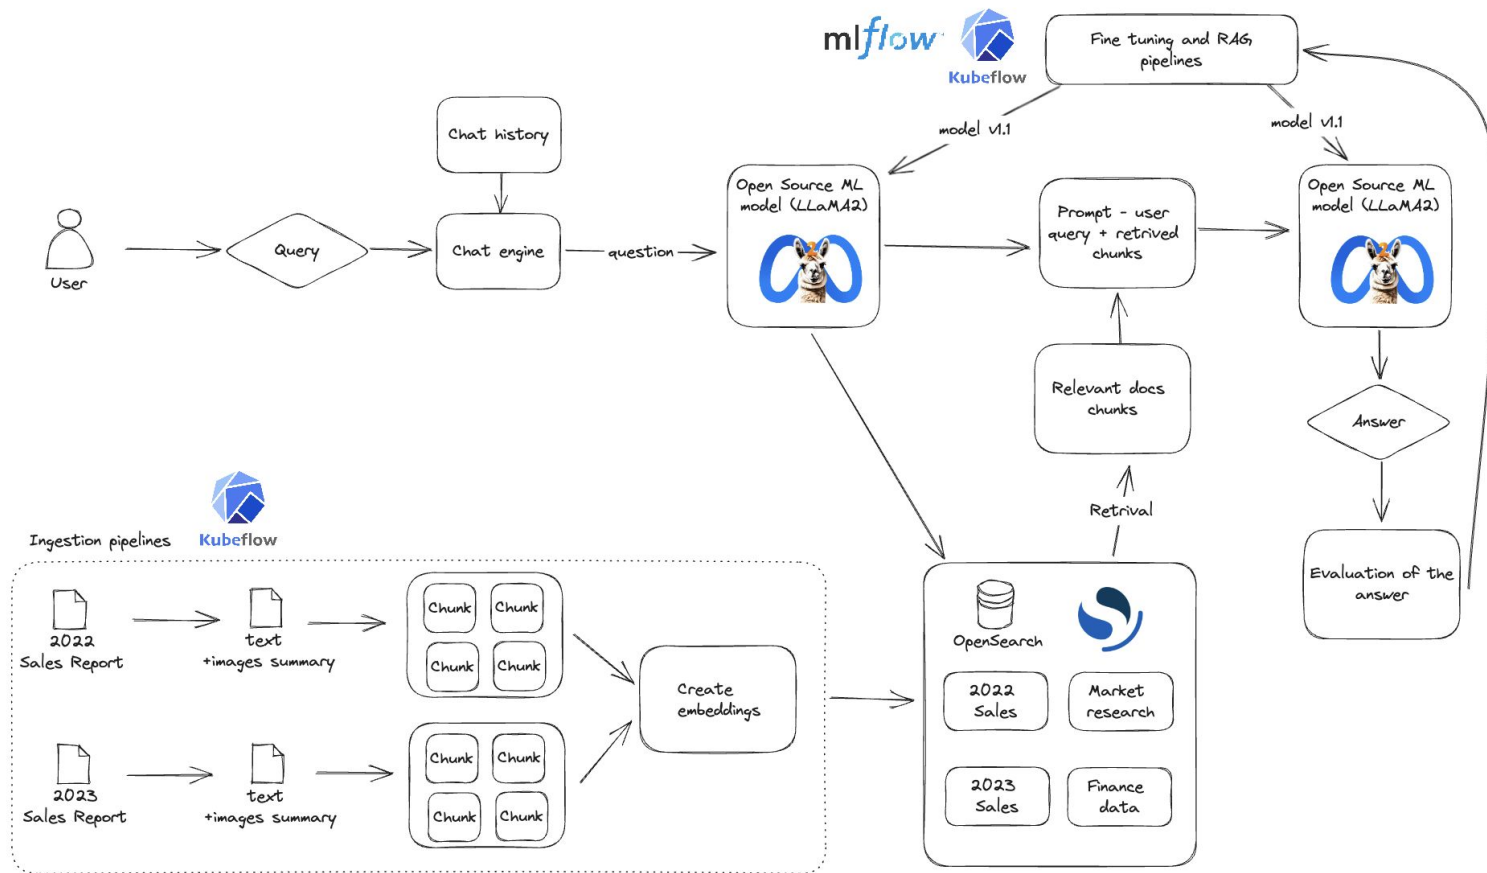 mlflow
Kubeflow
Fine tuning and RAG
pipelines
model v1.1
model v1.1
Chat history
User
Query
Chat engine
question
Open Source ML
model (LLaMA2)
Prompt - user
query + retrived
chunks
Open Source ML
model (LLaMA2)
Relevant docs
chunks
Answer
Retrival
Evaluation of the
answer
Ingestion pipelines
Kubeflow
2022
Sales Report
text
+images summary
Chunk
Chunk
Chunk
Chunk
Create
embeddings
2023
Sales Report
text
+images summary
Chunk
Chunk
Chunk
Chunk
OpenSearch
2022
Sales
Market
research
2023
Sales
Finance
data